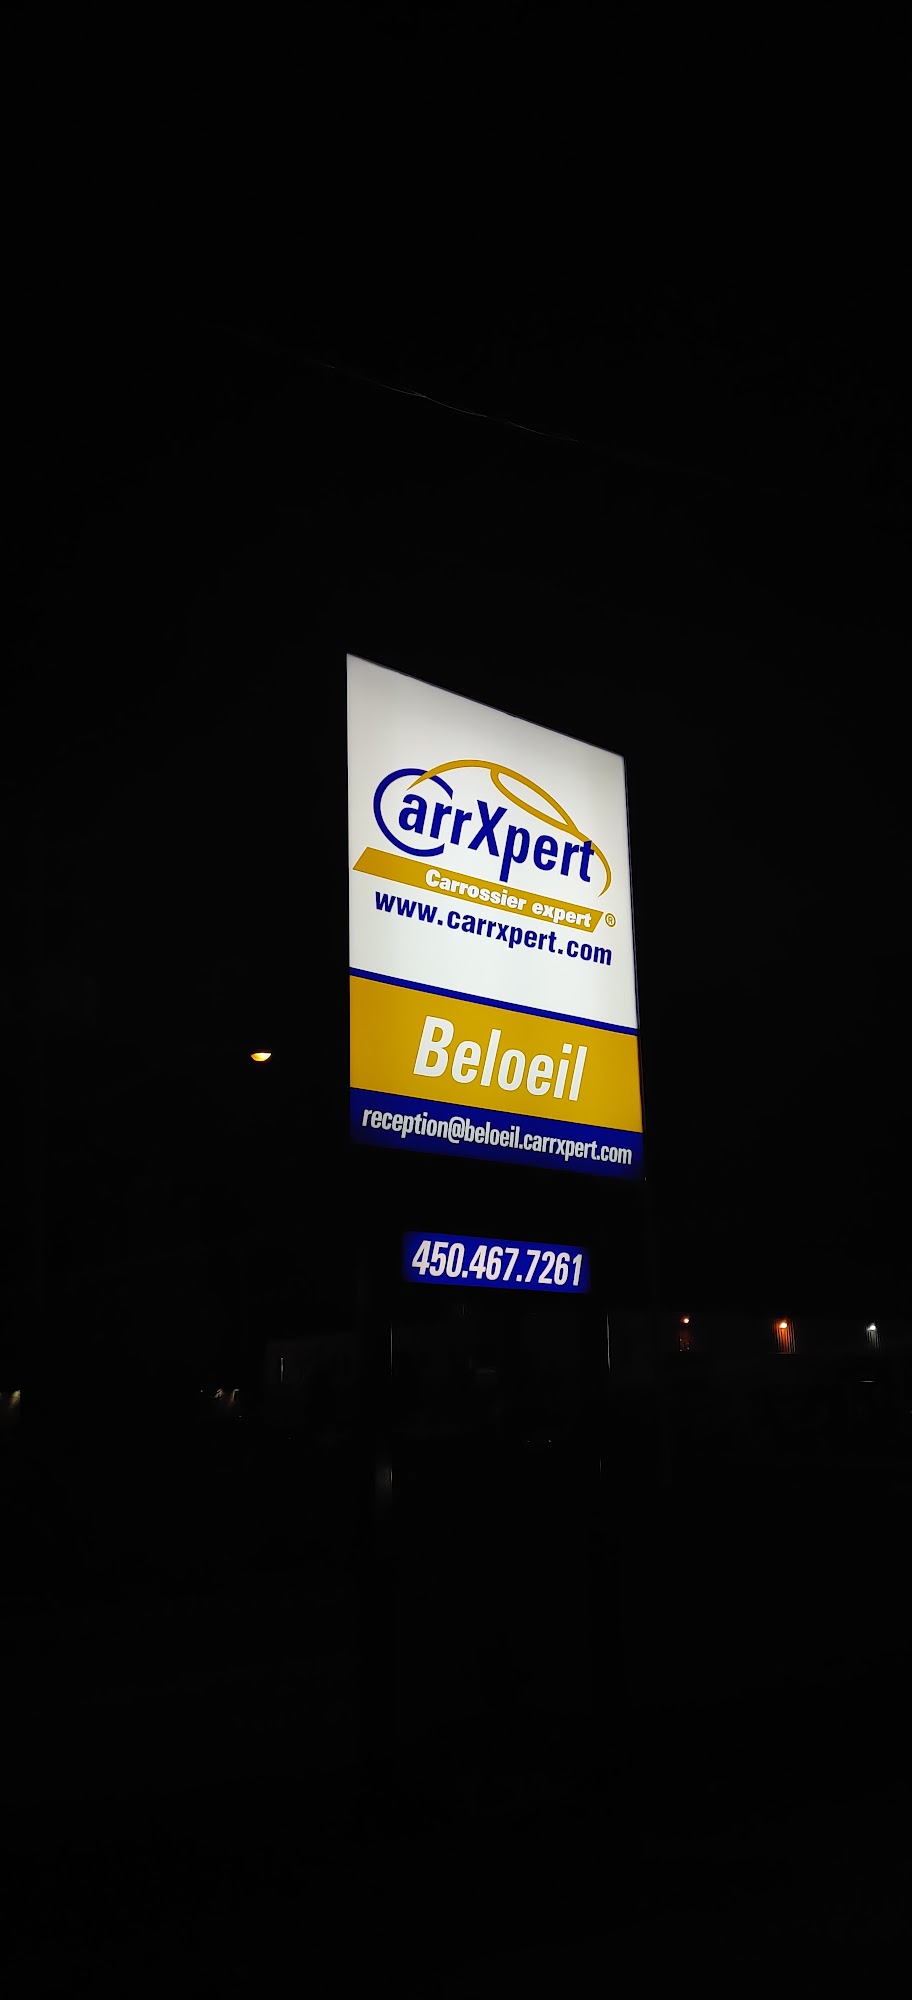 CarrXpert
Carrossier expert ®
www.carrxpert.com
Beloeil
reception@beloeil.carrxpert.com
450.467.7261